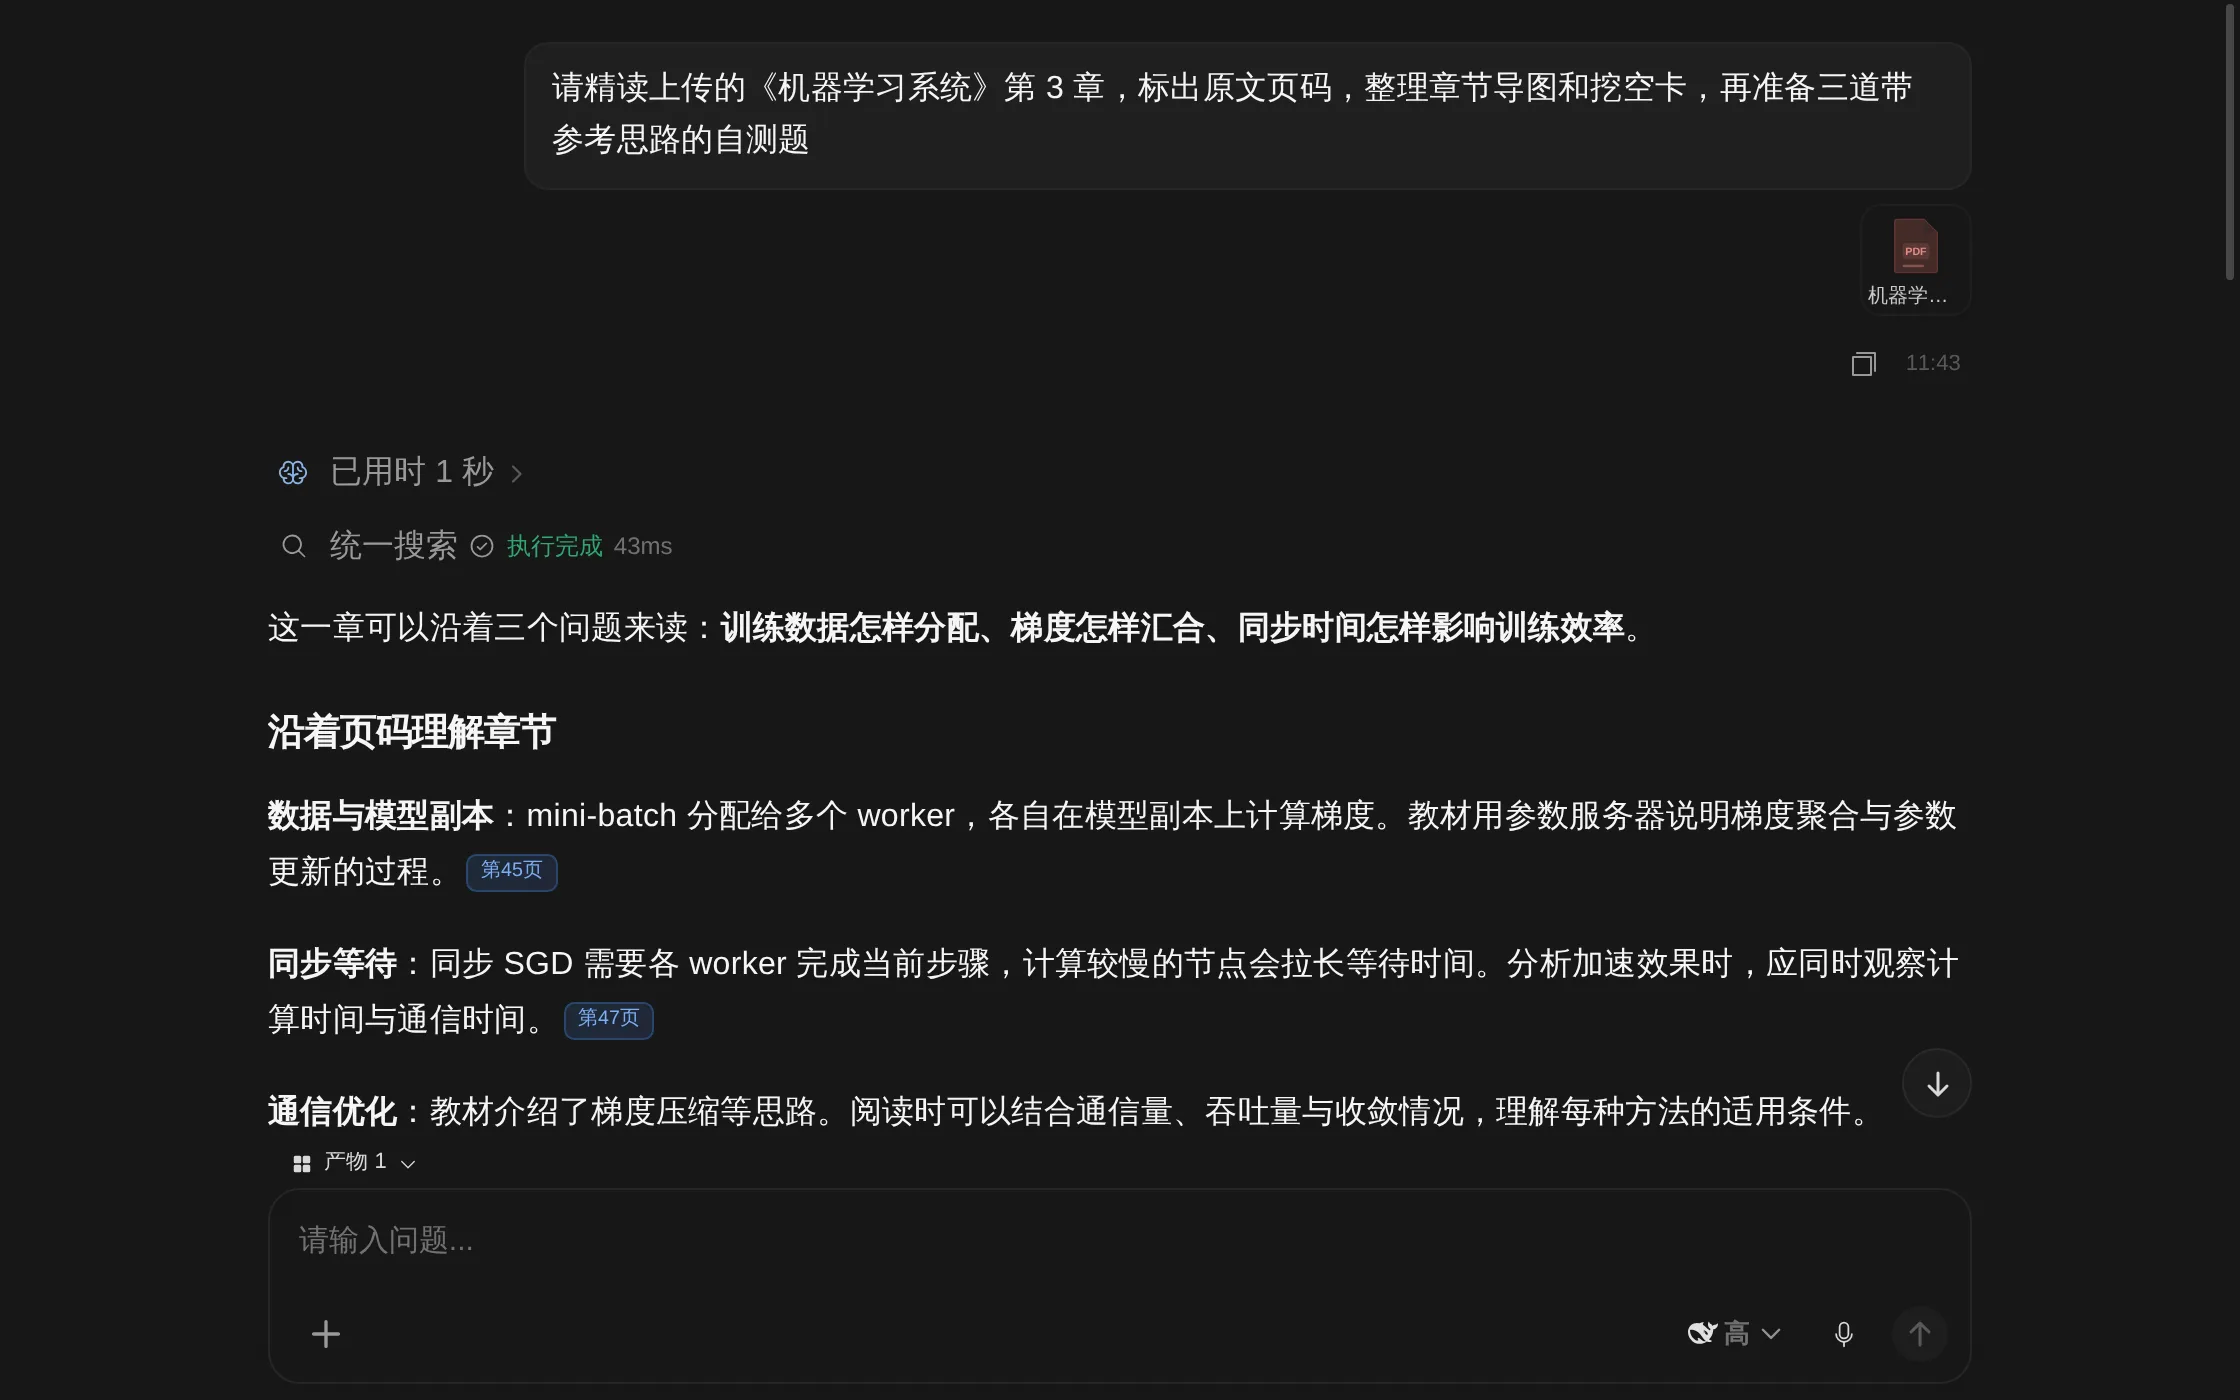 请精读上传的《机器学习系统》第 3 章，标出原文页码，整理章节导图和挖空卡，再准备三道带
参考思路的自测题
PDF
机器学...
11:43
已用时 1 秒
统一搜索 执行完成 43ms
这一章可以沿着三个问题来读：训练数据怎样分配、梯度怎样汇合、同步时间怎样影响训练效率。
沿着页码理解章节
数据与模型副本：mini-batch 分配给多个 worker，各自在模型副本上计算梯度。教材用参数服务器说明梯度聚合与参数
更新的过程。 第45页
同步等待：同步 SGD 需要各 worker 完成当前步骤，计算较慢的节点会拉长等待时间。分析加速效果时，应同时观察计
算时间与通信时间。 第47页
通信优化：教材介绍了梯度压缩等思路。阅读时可以结合通信量、吞吐量与收敛情况，理解每种方法的适用条件。
产物 1
请输入问题...
高